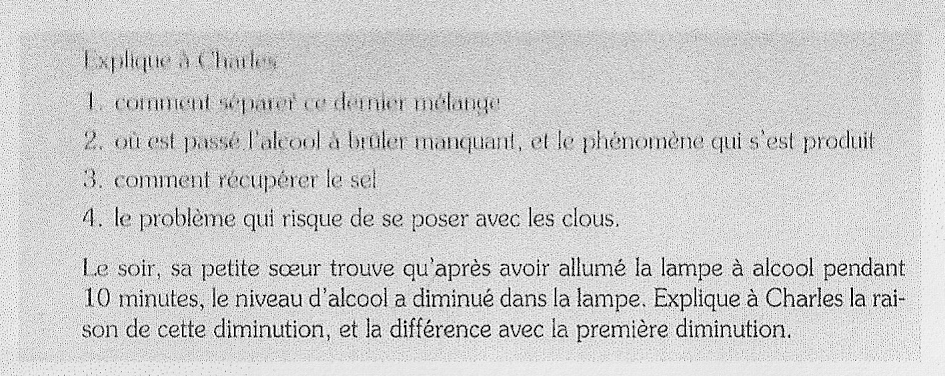 Explique à Charles
1. comment séparer ce dernier mélange
2. où est passé l'alcool à brûler manquant, et le phénomène qui s'est produit
3. comment récupérer le sel
4. le problème qui risque de se poser avec les clous.
Le soir, sa petite sœur trouve qu'après avoir allumé la lampe à alcool pendant
10 minutes, le niveau d'alcool a diminué dans la lampe. Explique à Charles la rai-
son de cette diminution, et la différence avec la première diminution.